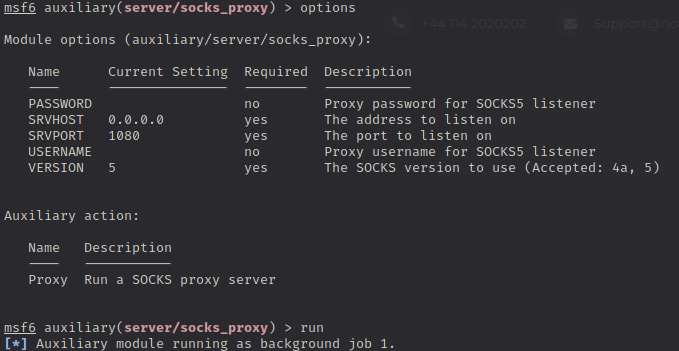 msf6 auxiliary(server/socks_proxy) > options
+44 114 2020202
Module options (auxiliary/server/socks_proxy):
Name Current Setting Required Description
---- --------------- -------- -----------
PASSWORD no Proxy password for SOCKS5 listener
SRVHOST 0.0.0.0 yes The address to listen on
SRVPORT 1080 yes The port to listen on
USERNAME no Proxy username for SOCKS5 listener
VERSION 5 yes The SOCKS version to use (Accepted: 4a, 5)
Auxiliary action:
Name Description
---- -----------
Proxy Run a SOCKS proxy server
msf6 auxiliary(server/socks_proxy) > run
[*] Auxiliary module running as background job 1.